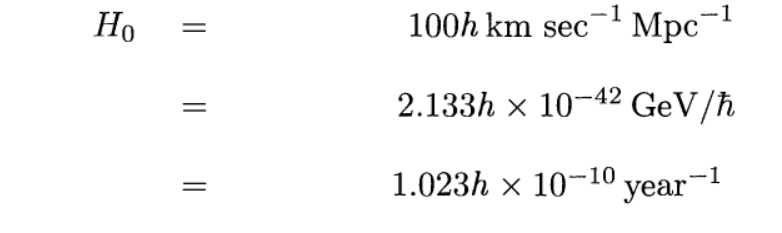 H₀ = 100h km sec⁻¹ Mpc⁻¹
= 2.133h × 10⁻⁴² GeV/ℏ
= 1.023h × 10⁻¹⁰ year⁻¹